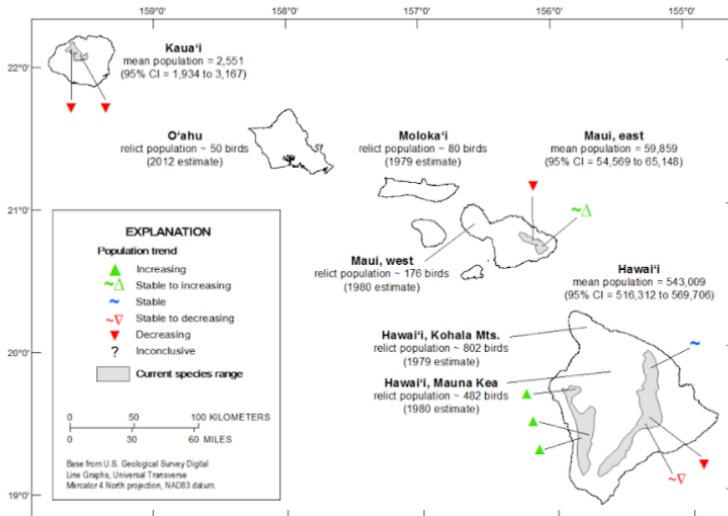 159°0'
158°0'
157°0'
156°0'
155°0'
22°0'
21°0'
20°0'
19°0'
Kaua‘i
mean population = 2,551
(95% CI = 1,934 to 3,167)
O‘ahu
relict population ~ 50 birds
(2012 estimate)
Moloka‘i
relict population ~ 80 birds
(1979 estimate)
Maui, east
mean population = 59,859
(95% CI = 54,569 to 65,148)
~Δ
Maui, west
relict population ~ 176 birds
(1980 estimate)
Hawai‘i
mean population = 543,009
(95% CI = 516,312 to 569,706)
Hawai‘i, Kohala Mts.
relict population ~ 802 birds
(1979 estimate)
Hawai‘i, Mauna Kea
relict population ~ 482 birds
(1980 estimate)
~
~∇
EXPLANATION
Population trend
Increasing
~Δ Stable to increasing
~ Stable
~∇ Stable to decreasing
Decreasing
? Inconclusive
Current species range
0 50 100 KILOMETERS
0 30 60 MILES
Base from U.S. Geological Survey Digital
Line Graphs, Universal Transverse
Mercator 4 North projection, NAD83 datum.